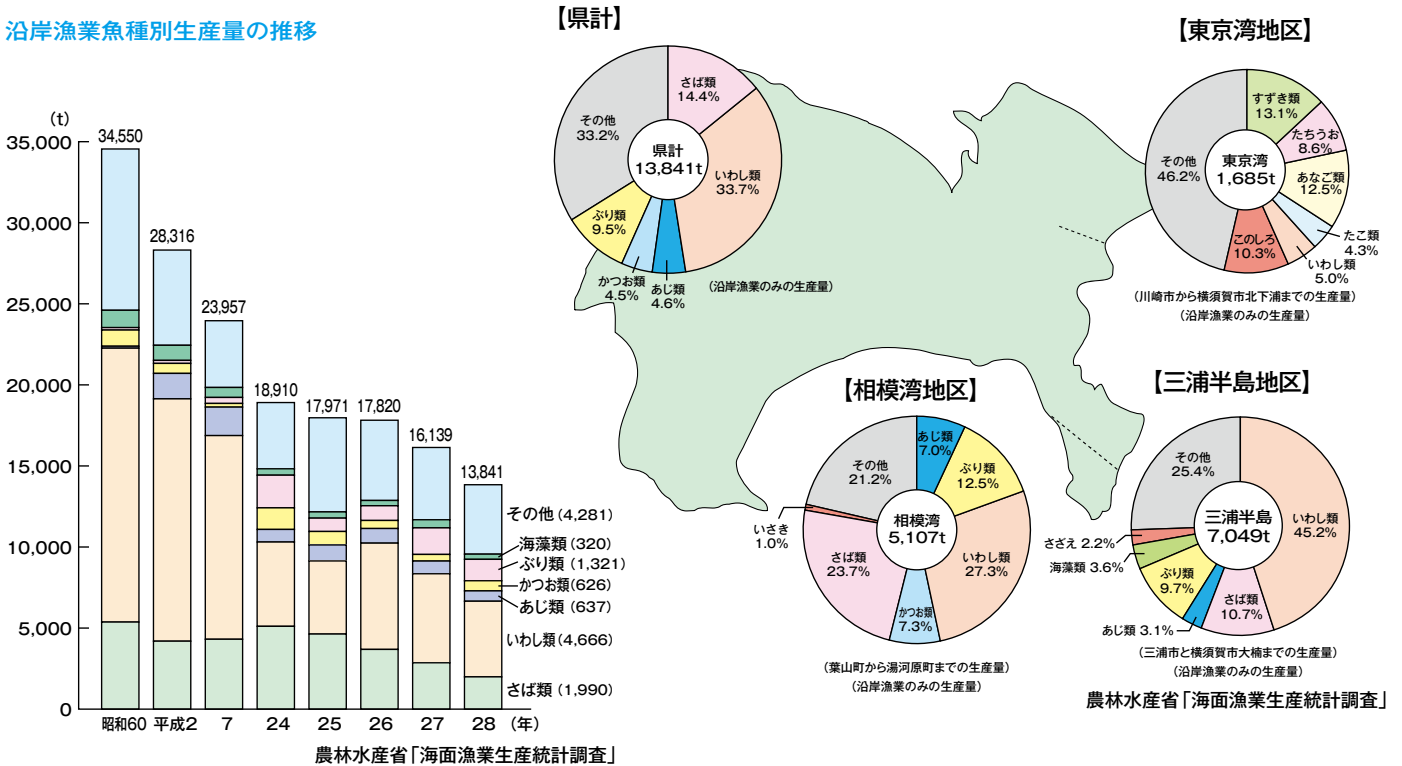 沿岸漁業魚種別生産量の推移
(t)
35,000
30,000
25,000
20,000
15,000
10,000
5,000
0
34,550
28,316
23,957
18,910
17,971
17,820
16,139
13,841
その他(4,281)
海藻類(320)
ぶり類(1,321)
かつお類(626)
あじ類(637)
いわし類(4,666)
さば類(1,990)
昭和60 平成2 7 24 25 26 27 28 (年)
農林水産省「海面漁業生産統計調査」
【県計】
さば類
14.4%
いわし類
33.7%
あじ類
4.6%
かつお類
4.5%
ぶり類
9.5%
その他
33.2%
県計
13,841t
(沿岸漁業のみの生産量)
【東京湾地区】
すずき類
13.1%
たちうお
8.6%
あなご類
12.5%
たこ類
4.3%
いわし類
5.0%
このしろ
10.3%
その他
46.2%
東京湾
1,685t
(川崎市から横須賀市北下浦までの生産量)
(沿岸漁業のみの生産量)
【相模湾地区】
あじ類
7.0%
ぶり類
12.5%
いわし類
27.3%
かつお類
7.3%
さば類
23.7%
いさき
1.0%
その他
21.2%
相模湾
5,107t
(葉山町から湯河原町までの生産量)
(沿岸漁業のみの生産量)
【三浦半島地区】
いわし類
45.2%
さば類
10.7%
あじ類 3.1%
ぶり類
9.7%
海藻類 3.6%
さざえ 2.2%
その他
25.4%
三浦半島
7,049t
(三浦市と横須賀市大楠までの生産量)
(沿岸漁業のみの生産量)
農林水産省「海面漁業生産統計調査」